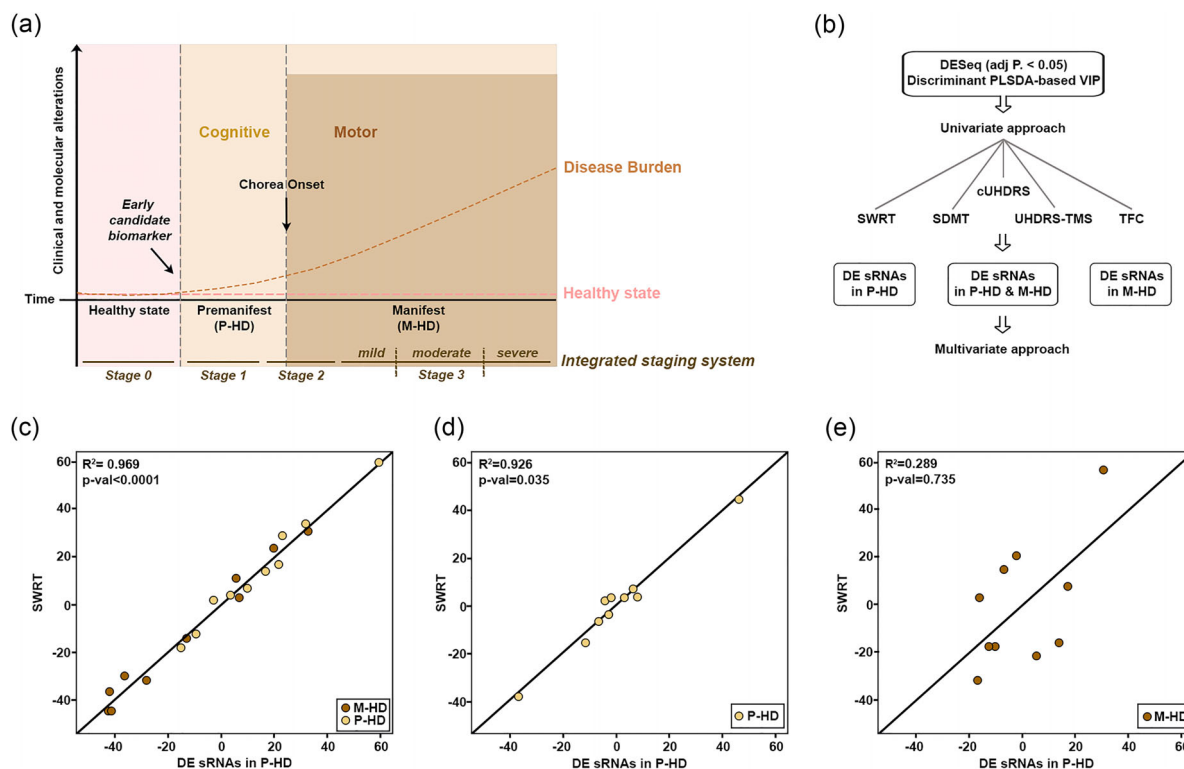 (a)
Clinical and molecular alterations
Cognitive
Motor
Disease Burden
Chorea Onset
Early
candidate
biomarker
Time
Healthy state
Healthy state
Premanifest
(P-HD)
Manifest
(M-HD)
mild
moderate
severe
Integrated staging system
Stage 0
Stage 1
Stage 2
Stage 3
(b)
DESeq (adj P. < 0.05)
Discriminant PLSDA-based VIP
Univariate approach
cUHDRS
SWRT
SDMT
UHDRS-TMS
TFC
DE sRNAs
in P-HD
DE sRNAs
in P-HD & M-HD
DE sRNAs
in M-HD
Multivariate approach
(c)
R²= 0.969
p-val<0.0001
SWRT
60
40
20
0
-20
-40
-40
-20
0
20
40
60
M-HD
P-HD
DE sRNAs in P-HD
(d)
R²=0.926
p-val=0.035
SWRT
60
40
20
0
-20
-40
-40
-20
0
20
40
60
P-HD
DE sRNAs in P-HD
(e)
R²=0.289
p-val=0.735
SWRT
60
40
20
0
-20
-40
-40
-20
0
20
40
60
M-HD
DE sRNAs in P-HD